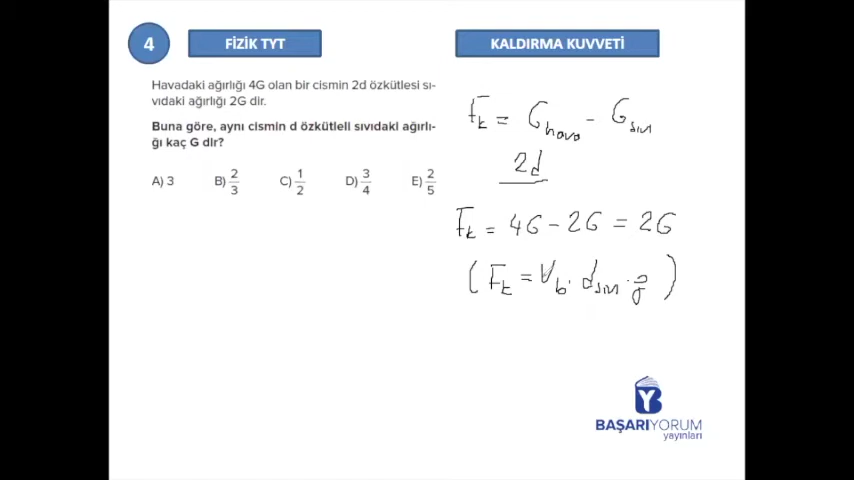 4
FİZİK TYT
KALDIRMA KUVVETİ
Havadaki ağırlığı 4G olan bir cismin 2d özkütlesi sı-
vıdaki ağırlığı 2G dir.
Buna göre, aynı cismin d özkütleli sıvıdaki ağırlı-
ğı kaç G dir?
A) 3 B) 2/3 C) 1/2 D) 3/4 E) 2/5
Fk = Ghava - Gsıvı
2d
Fk = 4G - 2G = 2G
(Fk = Vb . dsıvı . g)
BAŞARIYORUM
yayınları